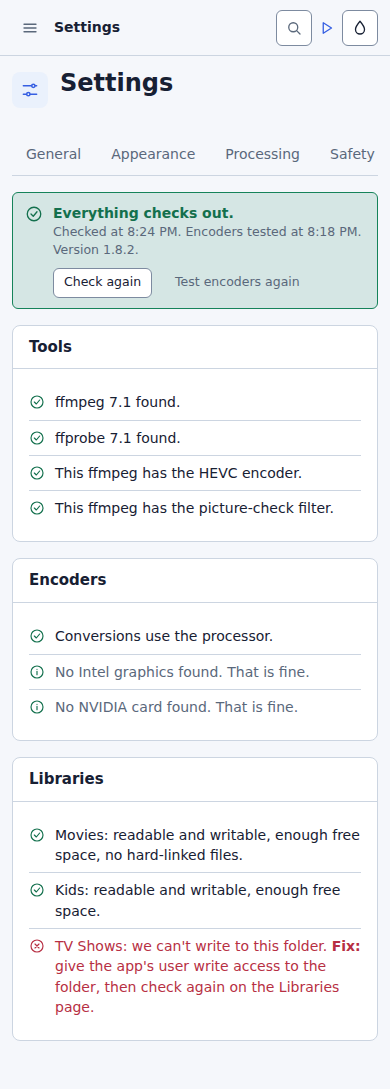 Settings
Settings
General Appearance Processing Safety
Everything checks out.
Checked at 8:24 PM. Encoders tested at 8:18 PM.
Version 1.8.2.
Check again Test encoders again
Tools
ffmpeg 7.1 found.
ffprobe 7.1 found.
This ffmpeg has the HEVC encoder.
This ffmpeg has the picture-check filter.
Encoders
Conversions use the processor.
No Intel graphics found. That is fine.
No NVIDIA card found. That is fine.
Libraries
Movies: readable and writable, enough free
space, no hard-linked files.
Kids: readable and writable, enough free
space.
TV Shows: we can't write to this folder. Fix:
give the app's user write access to the
folder, then check again on the Libraries
page.